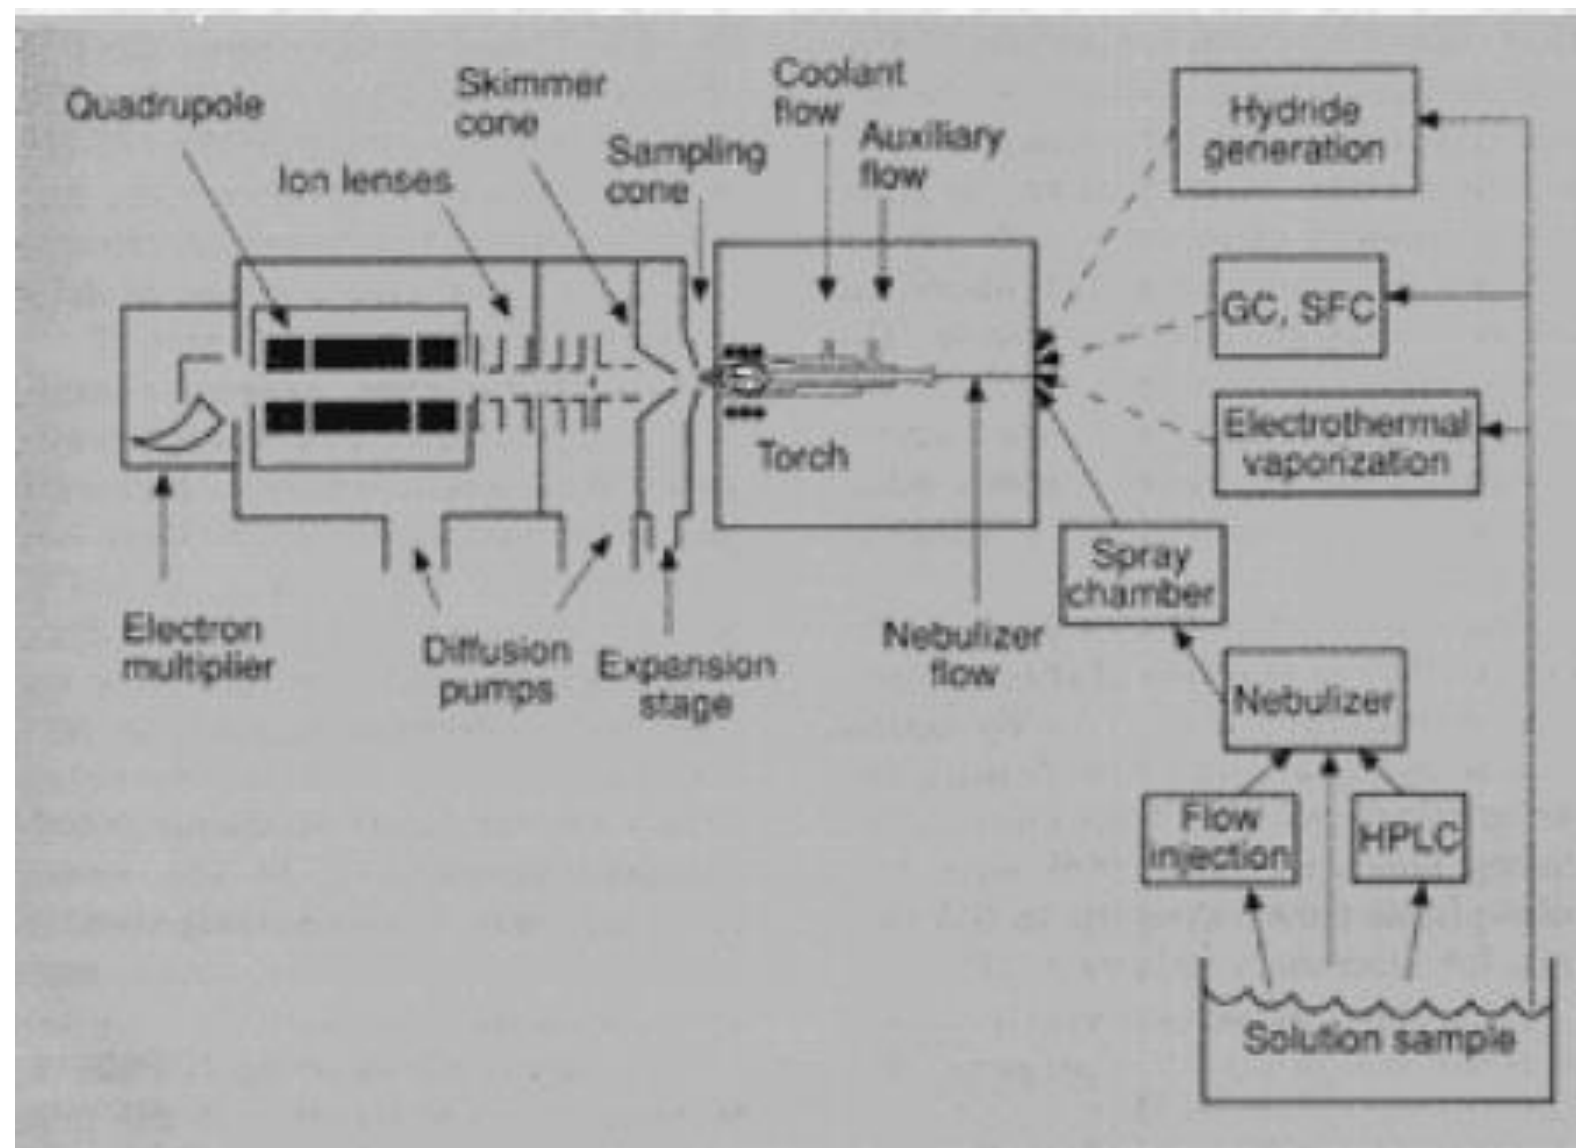 Quadrupole
Ion lenses
Skimmer
cone
Sampling
cone
Coolant
flow
Auxiliary
flow
Hydride
generation
GC, SFC
Electrothermal
vaporization
Torch
Spray
chamber
Electron
multiplier
Diffusion
pumps
Expansion
stage
Nebulizer
flow
Nebulizer
Flow
injection
HPLC
Solution sample